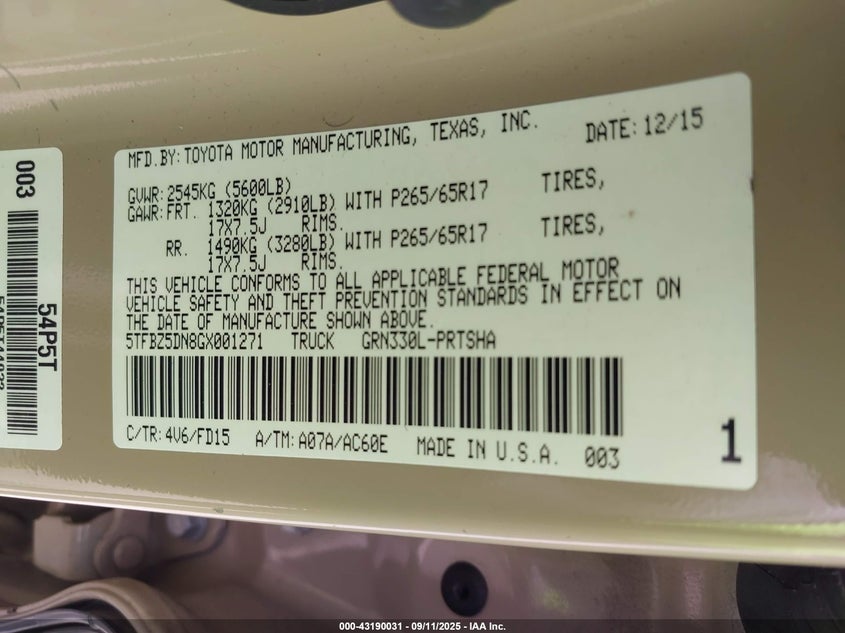 MFD.BY: TOYOTA MOTOR MANUFACTURING, TEXAS, INC. DATE: 12/15
GVWR: 2545KG (5600LB)
GAWR: FRT. 1320KG (2910LB) WITH P265/65R17 TIRES,
17X7.5J RIMS.
RR. 1490KG (3280LB) WITH P265/65R17 TIRES,
17X7.5J RIMS.
THIS VEHICLE CONFORMS TO ALL APPLICABLE FEDERAL MOTOR
VEHICLE SAFETY AND THEFT PREVENTION STANDARDS IN EFFECT ON
THE DATE OF MANUFACTURE SHOWN ABOVE.
5TFBZ5DN8GX001271 TRUCK GRN330L-PRTSHA
C/TR: 4V6/FD15 A/TM: A07A/AC60E MADE IN U.S.A. 003
1
003
54P5T
000-43190031 - 09/11/2025 - IAA Inc.